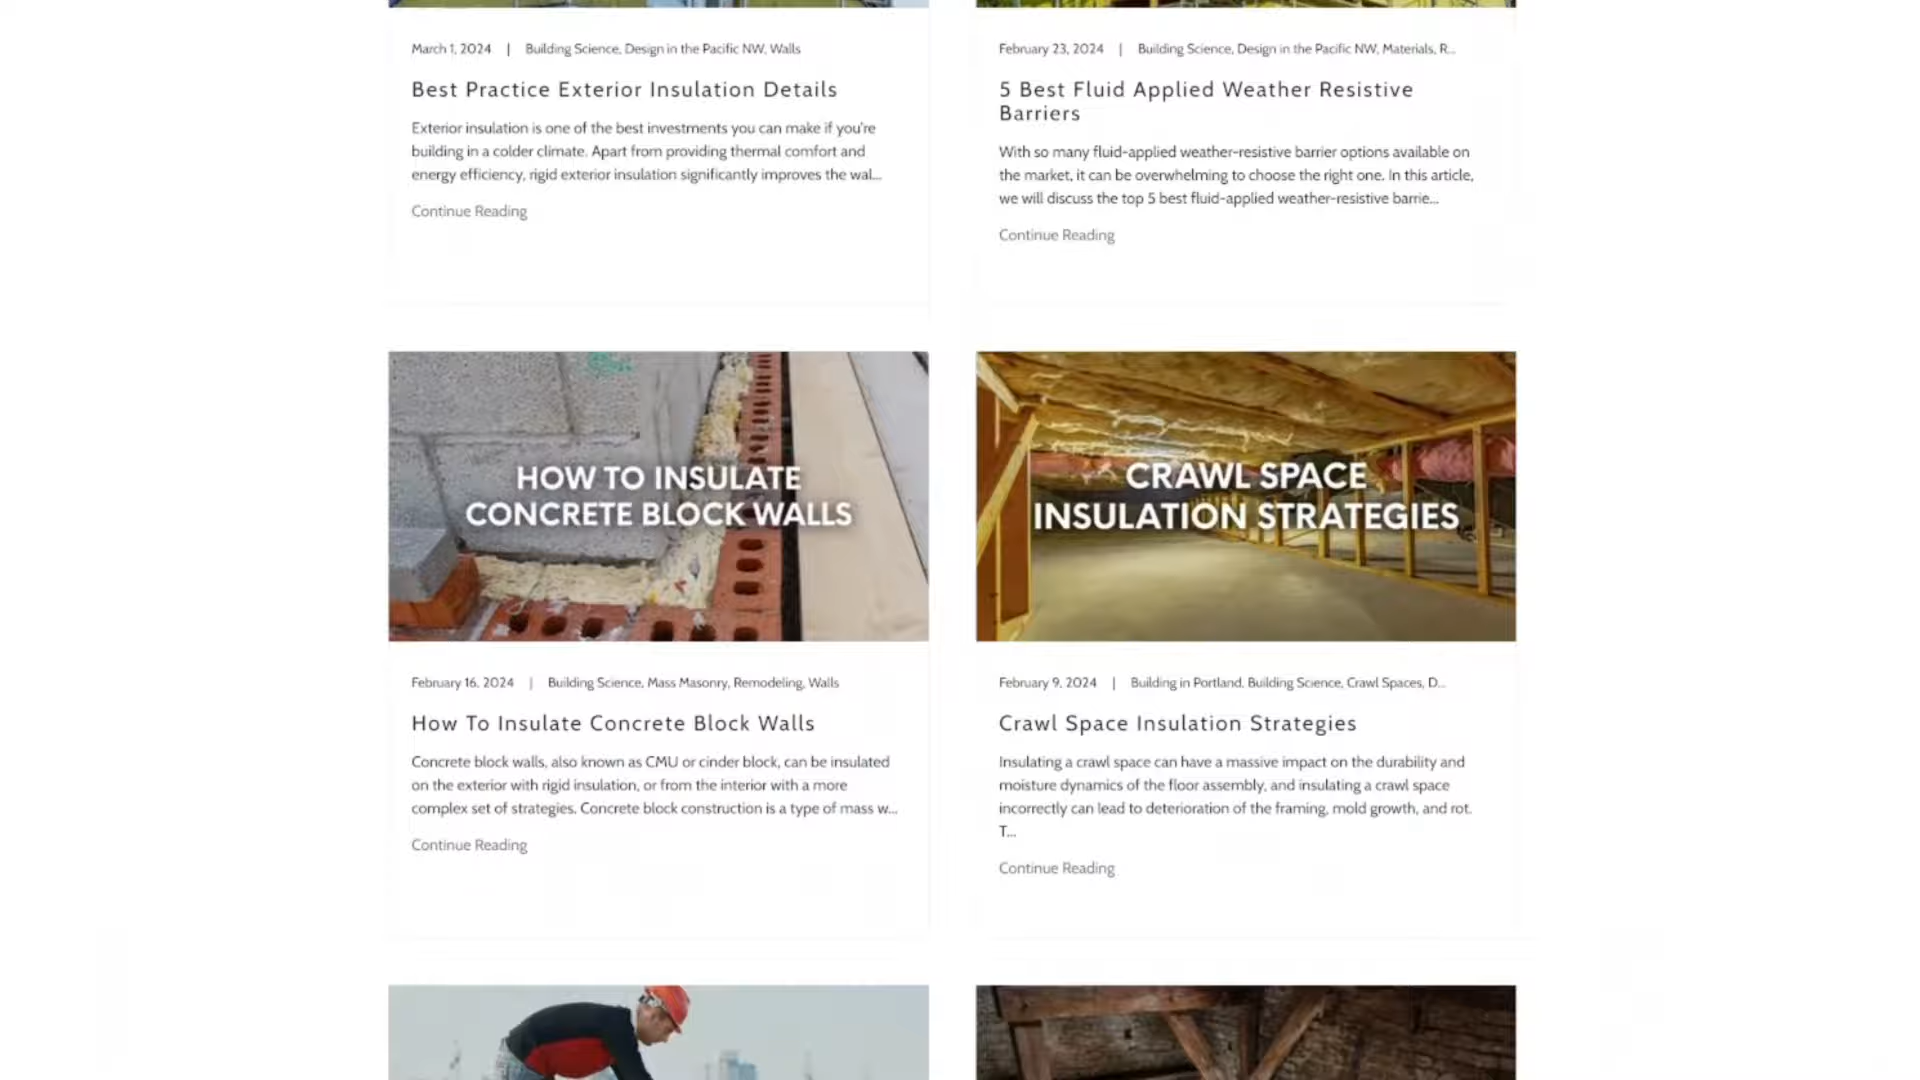 March 1, 2024 | Building Science, Design in the Pacific NW, Walls
Best Practice Exterior Insulation Details
Exterior insulation is one of the best investments you can make if you're
building in a colder climate. Apart from providing thermal comfort and
energy efficiency, rigid exterior insulation significantly improves the wal...
Continue Reading
February 23, 2024 | Building Science, Design in the Pacific NW, Materials, R...
5 Best Fluid Applied Weather Resistive
Barriers
With so many fluid-applied weather-resistive barrier options available on
the market, it can be overwhelming to choose the right one. In this article,
we will discuss the top 5 best fluid-applied weather-resistive barrie...
Continue Reading
HOW TO INSULATE
CONCRETE BLOCK WALLS
February 16, 2024 | Building Science, Mass Masonry, Remodeling, Walls
How To Insulate Concrete Block Walls
Concrete block walls, also known as CMU or cinder block, can be insulated
on the exterior with rigid insulation, or from the interior with a more
complex set of strategies. Concrete block construction is a type of mass w...
Continue Reading
CRAWL SPACE
INSULATION STRATEGIES
February 9, 2024 | Building in Portland, Building Science, Crawl Spaces, D...
Crawl Space Insulation Strategies
Insulating a crawl space can have a massive impact on the durability and
moisture dynamics of the floor assembly, and insulating a crawl space
incorrectly can lead to deterioration of the framing, mold growth, and rot.
T...
Continue Reading